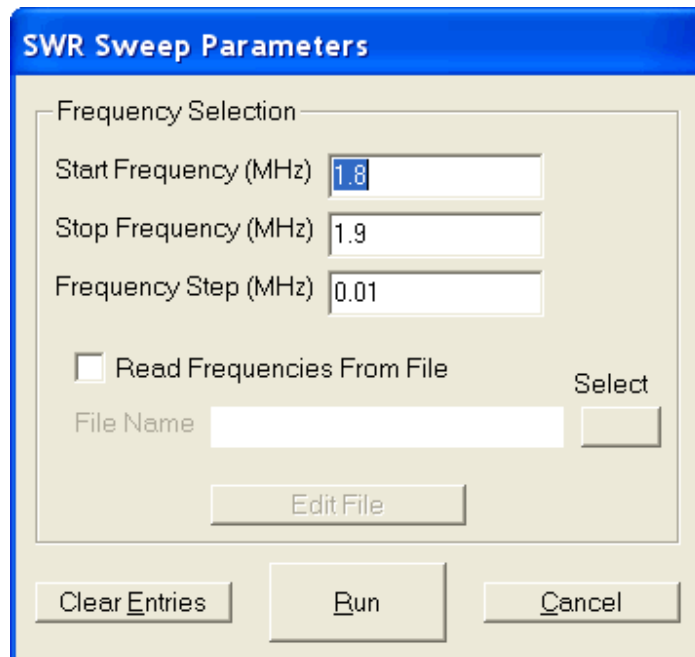 SWR Sweep Parameters
Frequency Selection
Start Frequency (MHz) 1.8
Stop Frequency (MHz) 1.9
Frequency Step (MHz) 0.01
Read Frequencies From File
Select
File Name
Edit File
Clear Entries Run Cancel